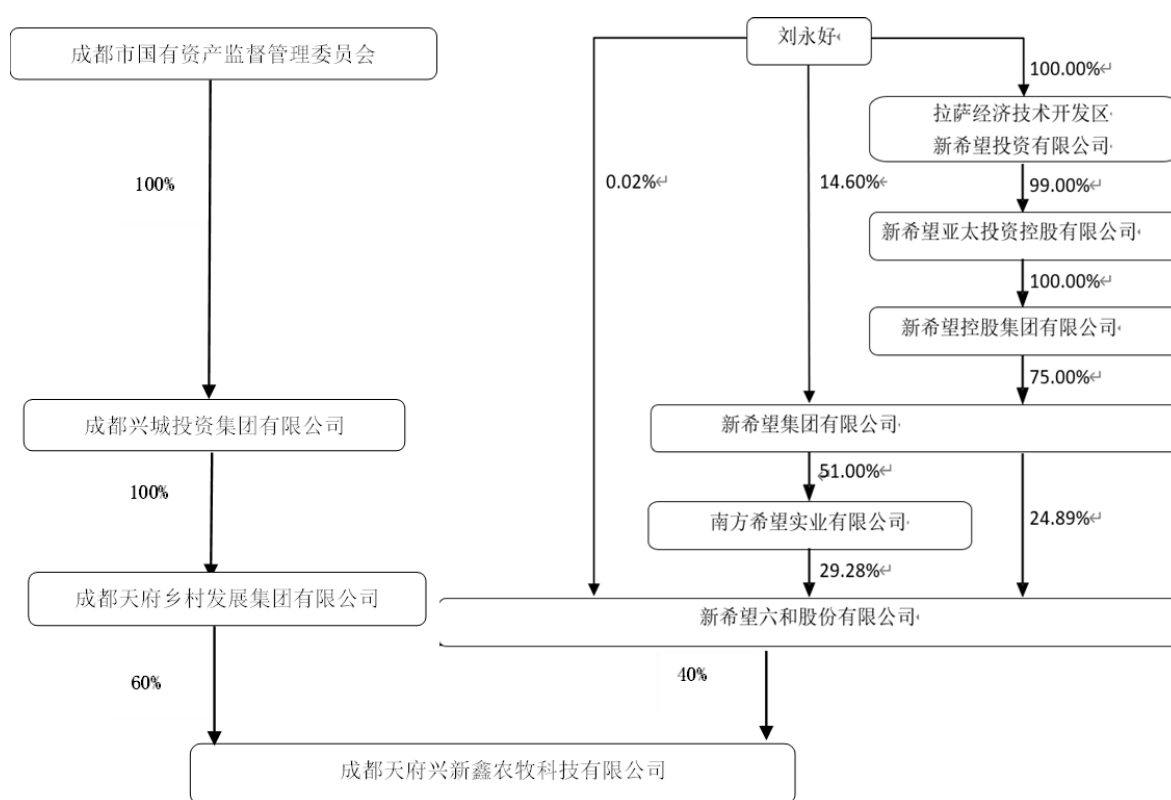 成都市国有资产监督管理委员会
100%
成都兴城投资集团有限公司
100%
成都天府乡村发展集团有限公司
60%
刘永好
0.02%
14.60%
100.00%
拉萨经济技术开发区
新希望投资有限公司
99.00%
新希望亚太投资控股有限公司
100.00%
新希望控股集团有限公司
75.00%
新希望集团有限公司
51.00%
南方希望实业有限公司
24.89%
29.28%
新希望六和股份有限公司
40%
成都天府兴新鑫农牧科技有限公司